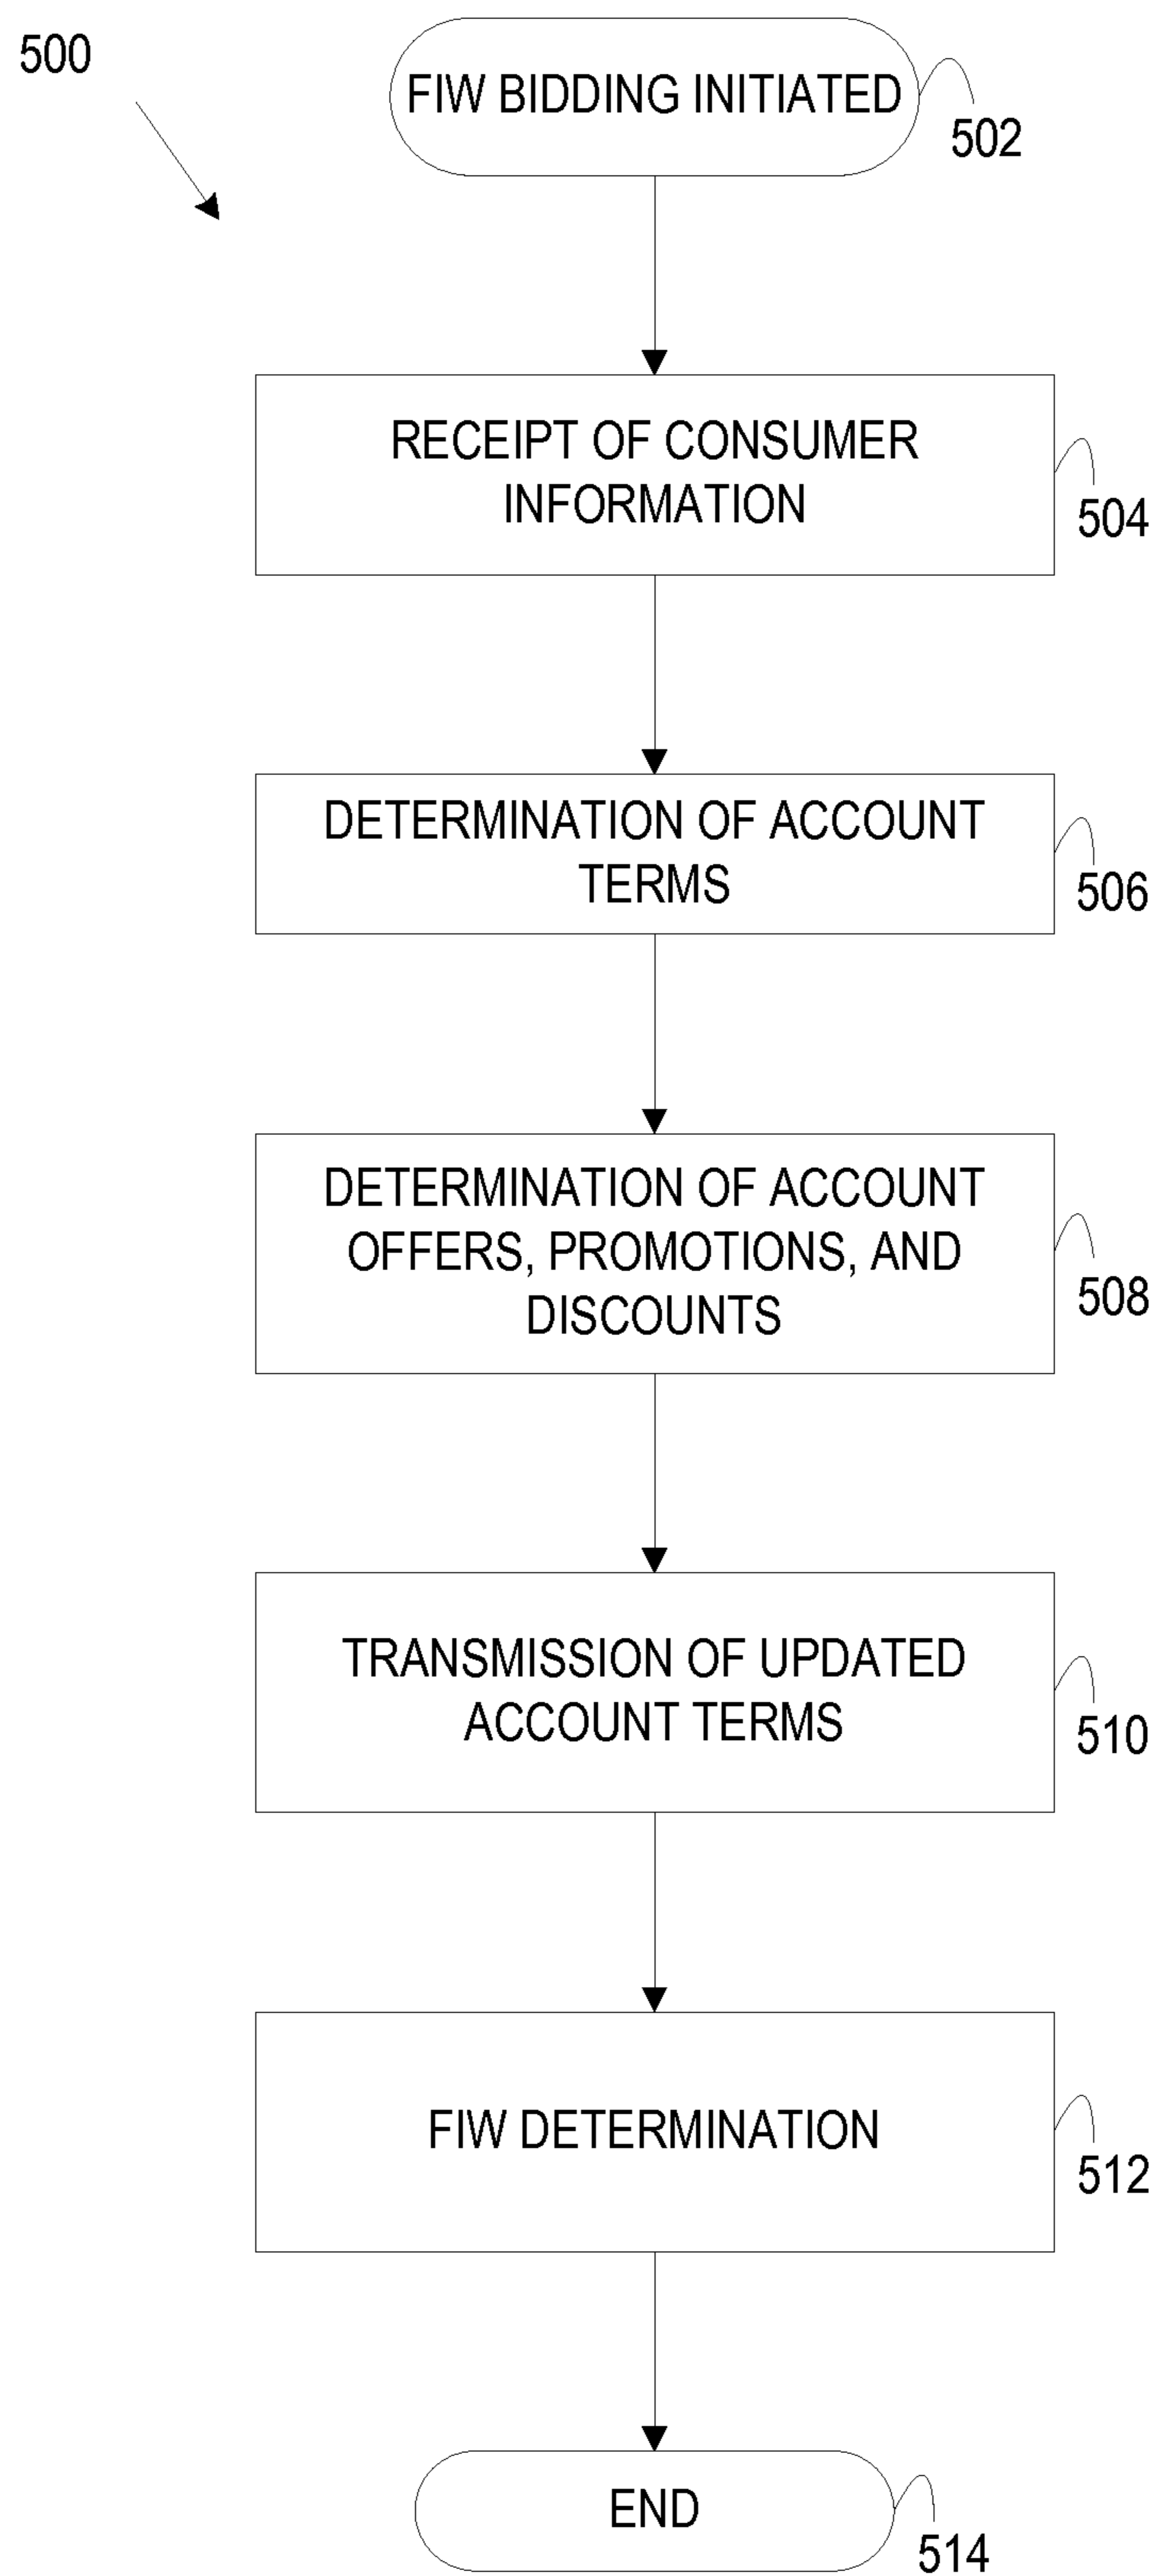 500
FIW BIDDING INITIATED
502
RECEIPT OF CONSUMER
INFORMATION
504
DETERMINATION OF ACCOUNT
TERMS
506
DETERMINATION OF ACCOUNT
OFFERS, PROMOTIONS, AND
DISCOUNTS
508
TRANSMISSION OF UPDATED
ACCOUNT TERMS
510
FIW DETERMINATION
512
END
514